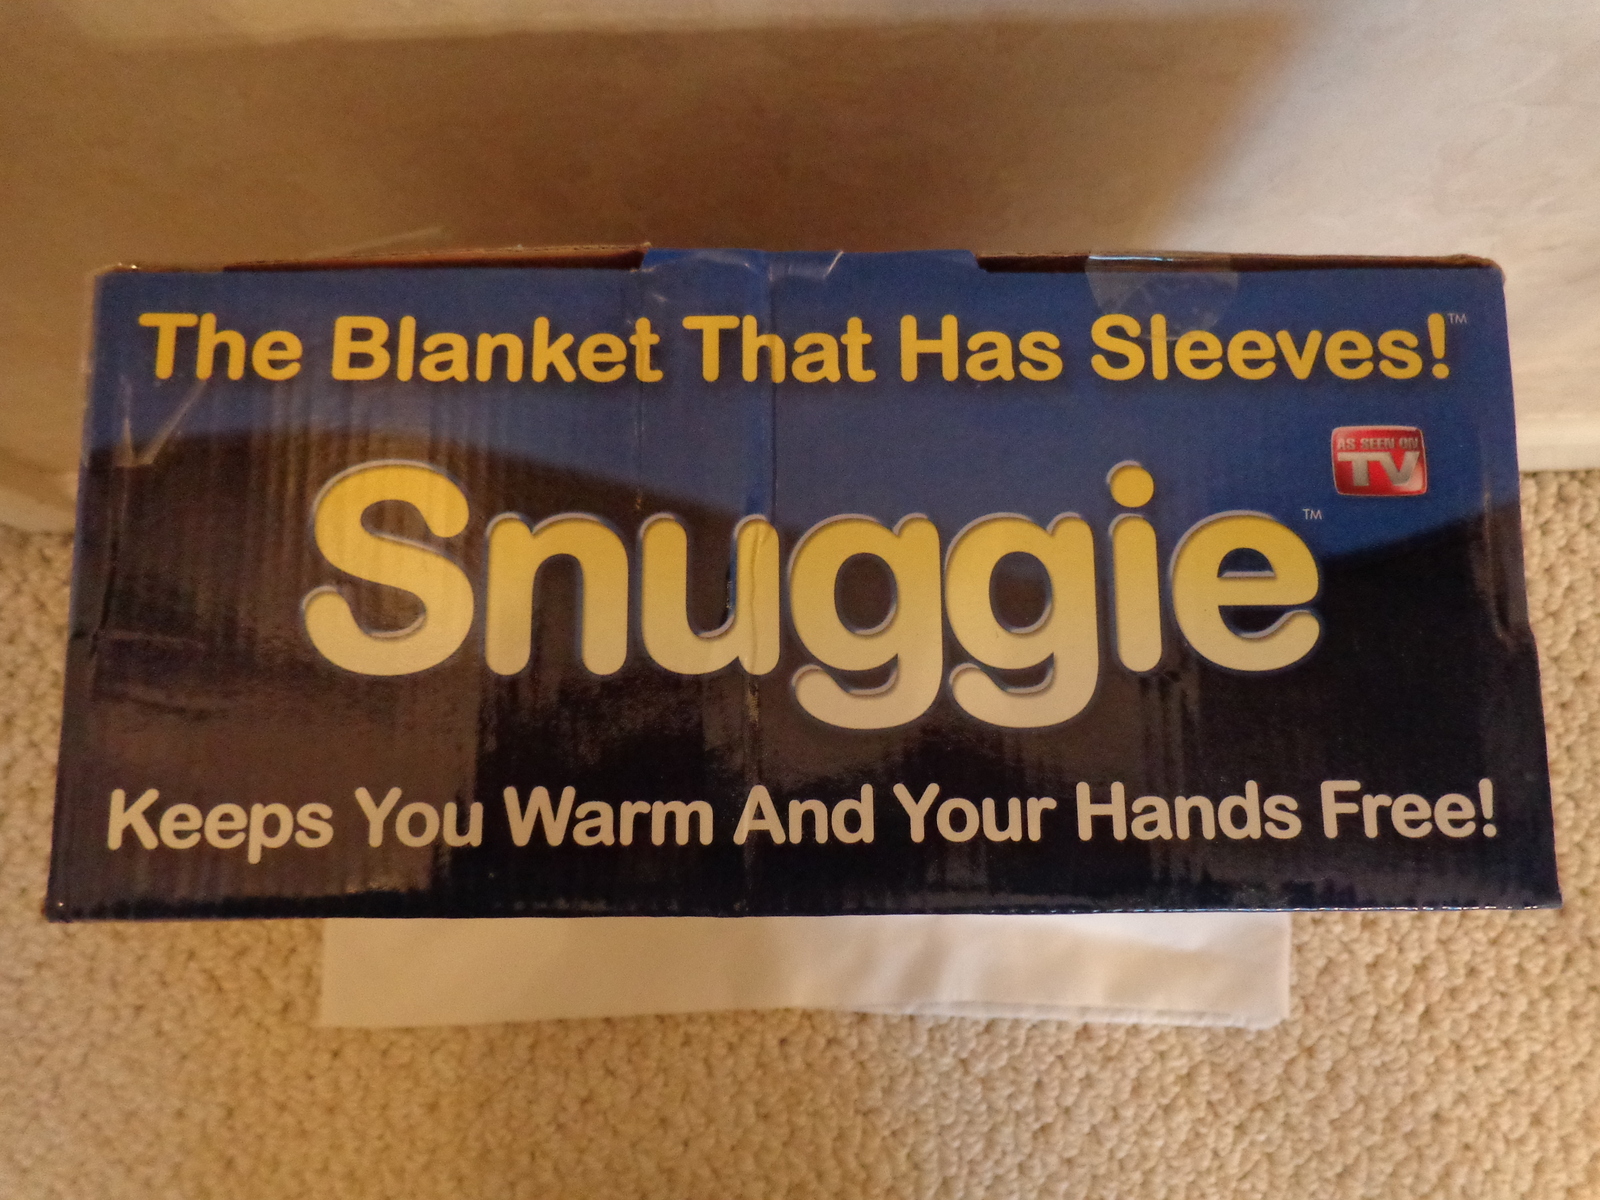 The Blanket That Has Sleeves!™
AS SEEN ON
TV
Snuggie™
Keeps You Warm And Your Hands Free!